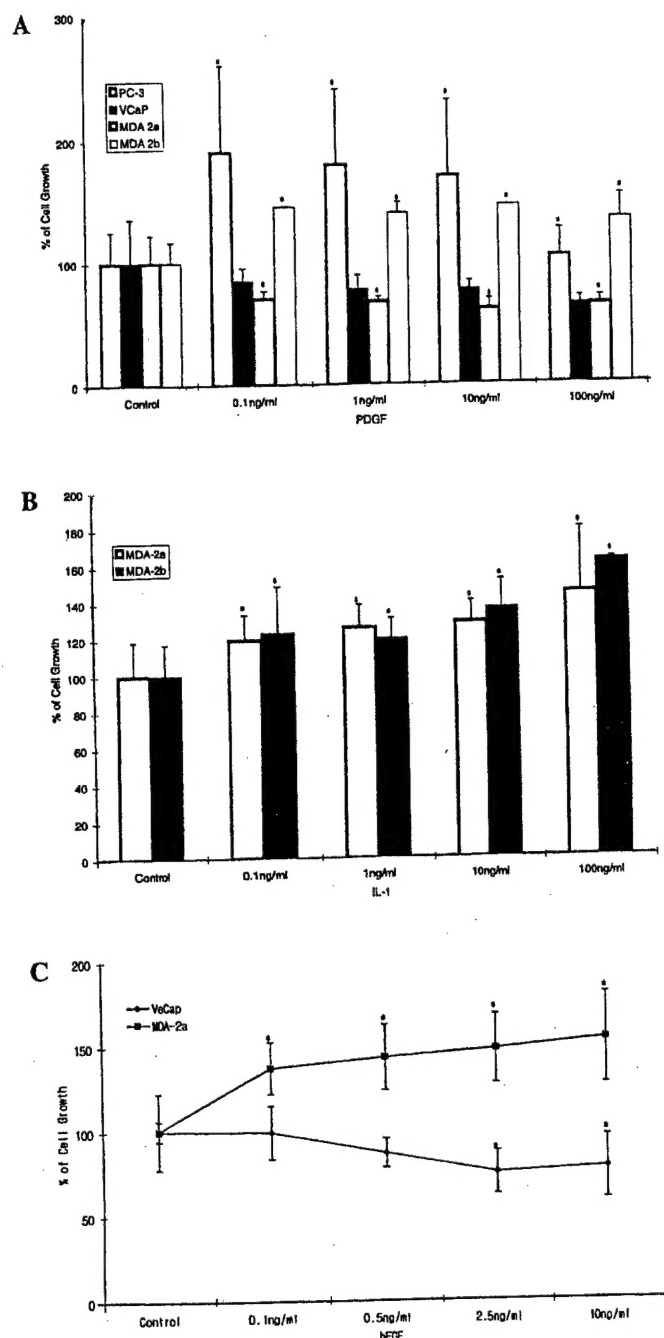 A
300
200
100
0
% of Cell Growth
PC-3
VCaP
MDA 2a
MDA 2b
Control
0.1ng/ml
1ng/ml
10ng/ml
100ng/ml
PDGF
B
200
180
160
140
120
100
80
60
40
20
0
% of Cell Growth
MDA-2a
MDA-2b
Control
0.1ng/ml
1ng/ml
10ng/ml
100ng/ml
IL-1
C
200
150
100
50
0
% of Cell Growth
VeCap
MDA-2a
Control
0.1ng/ml
0.5ng/ml
2.5ng/ml
10ng/ml